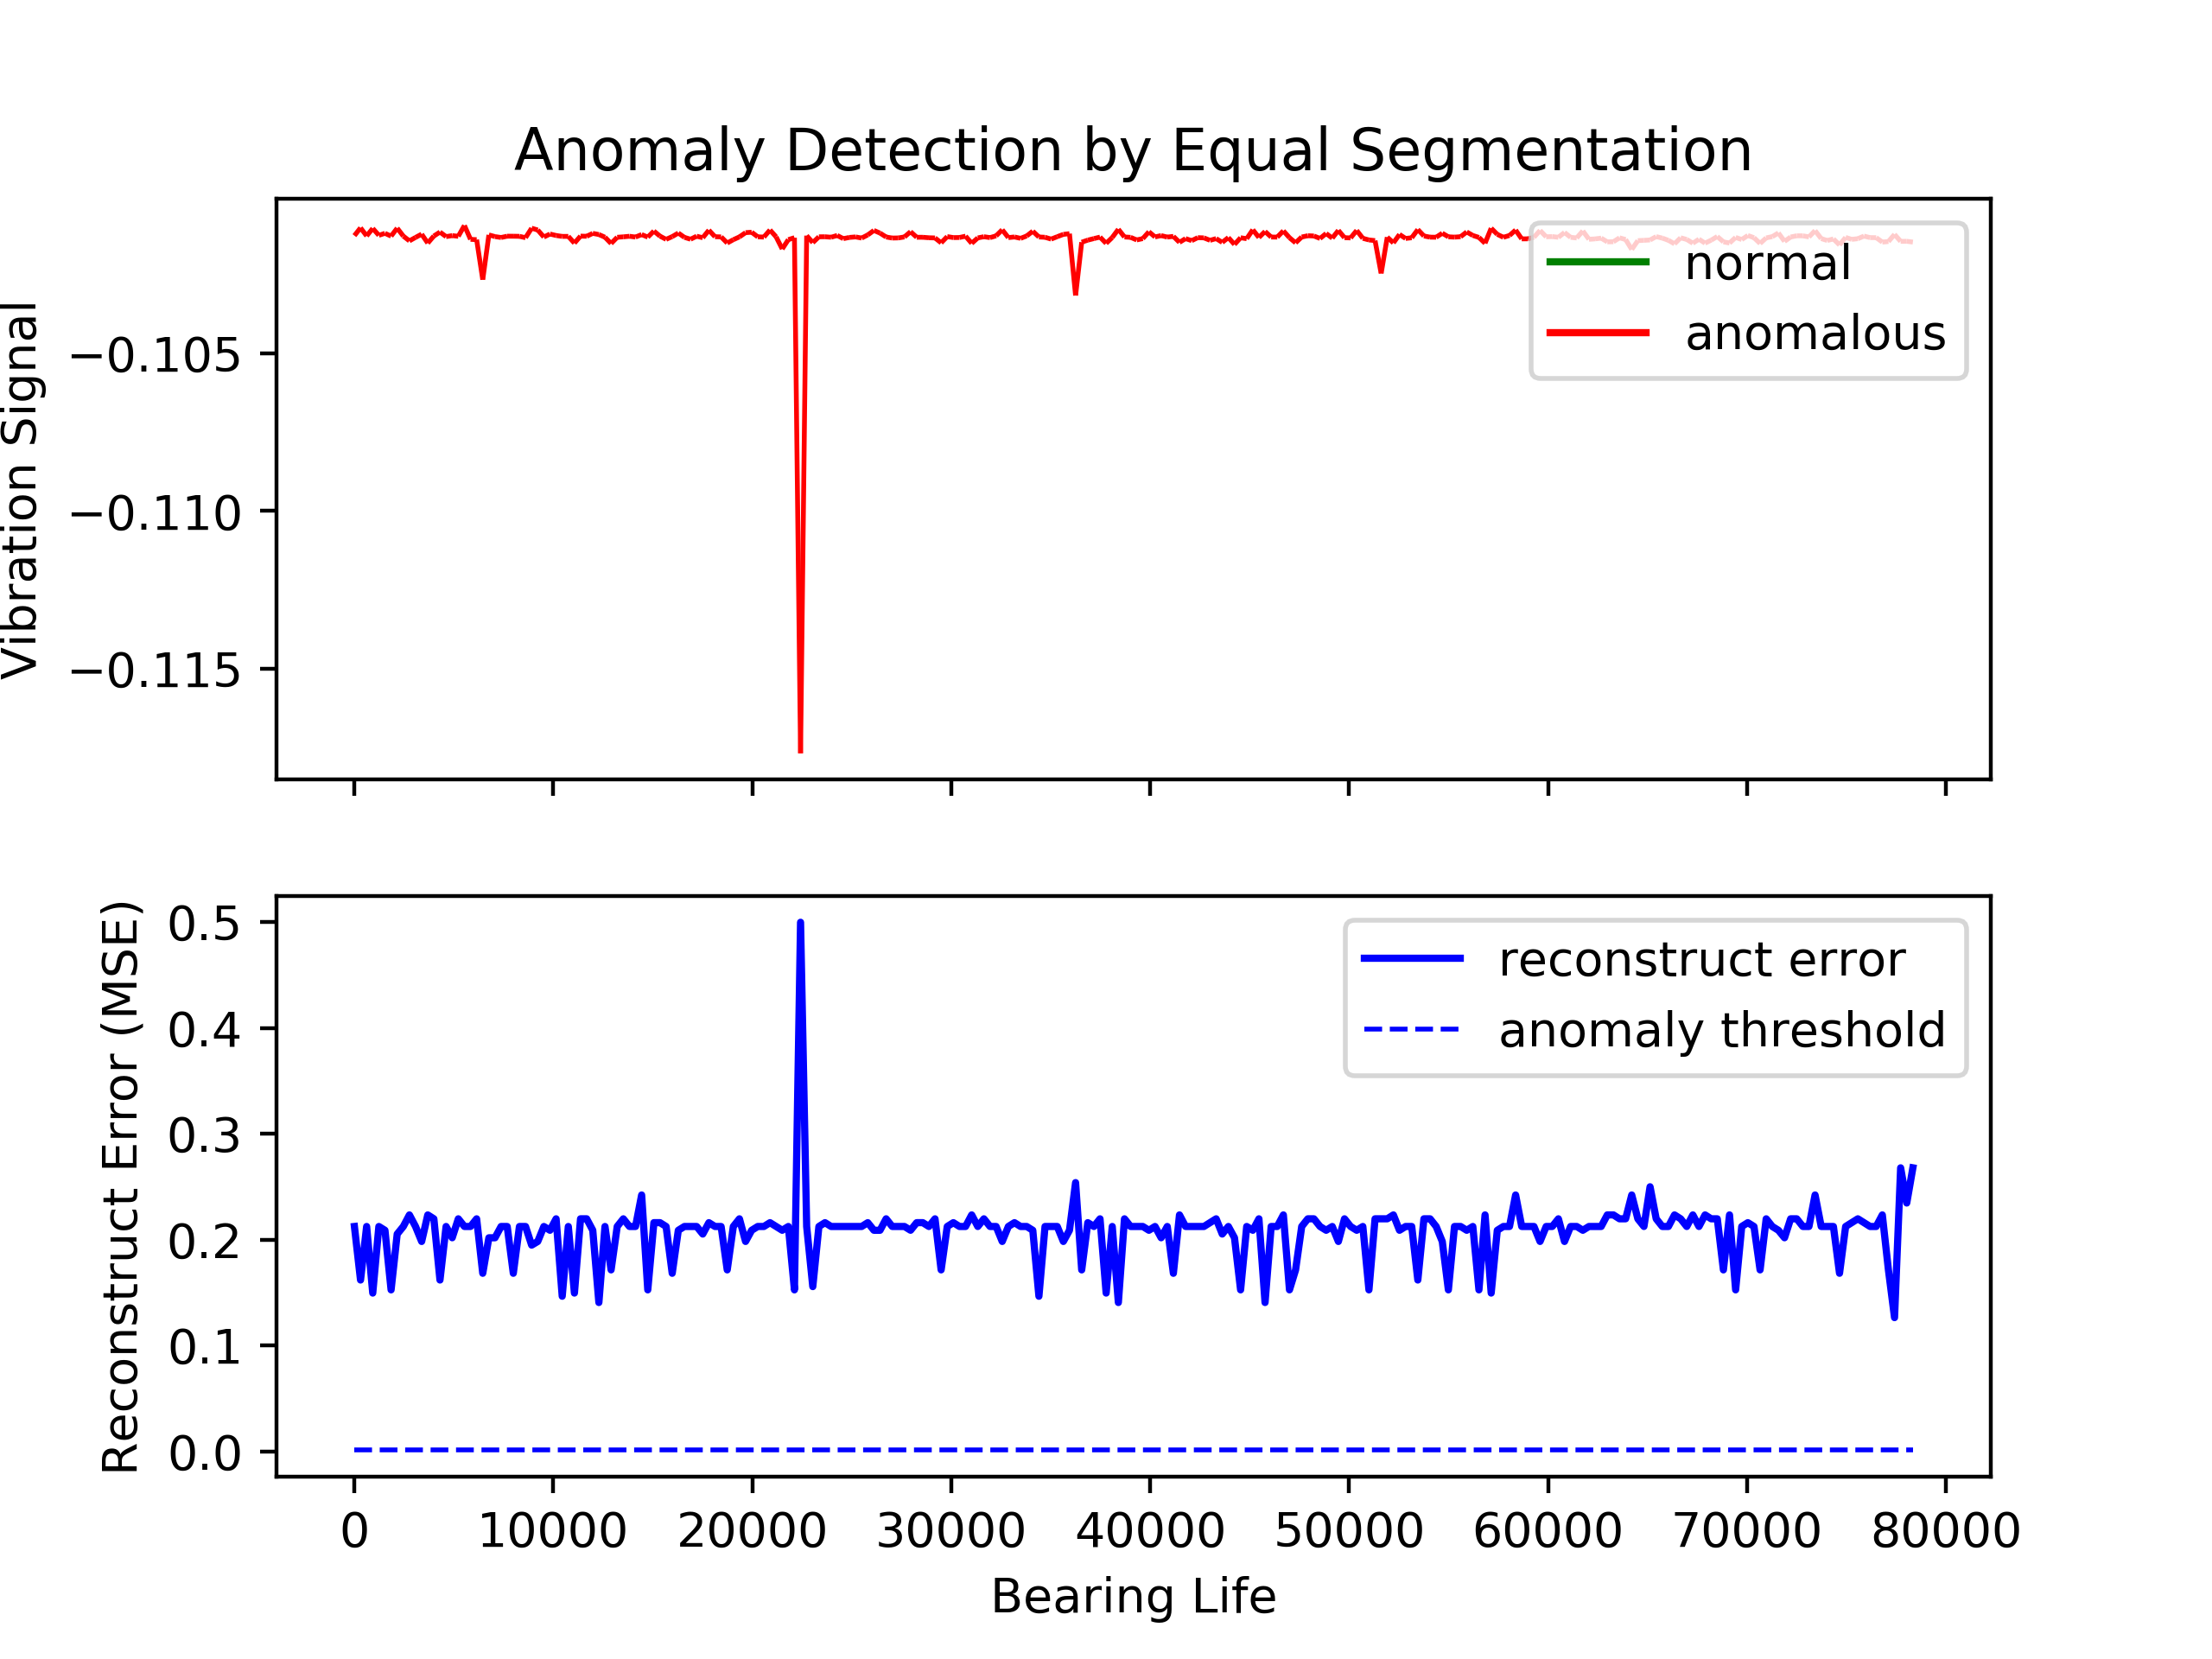 Anomaly Detection by Equal Segmentation
Vibration Signal
−0.105
−0.110
−0.115
normal
anomalous
Reconstruct Error (MSE)
0.5
0.4
0.3
0.2
0.1
0.0
reconstruct error
anomaly threshold
0 10000 20000 30000 40000 50000 60000 70000 80000
Bearing Life